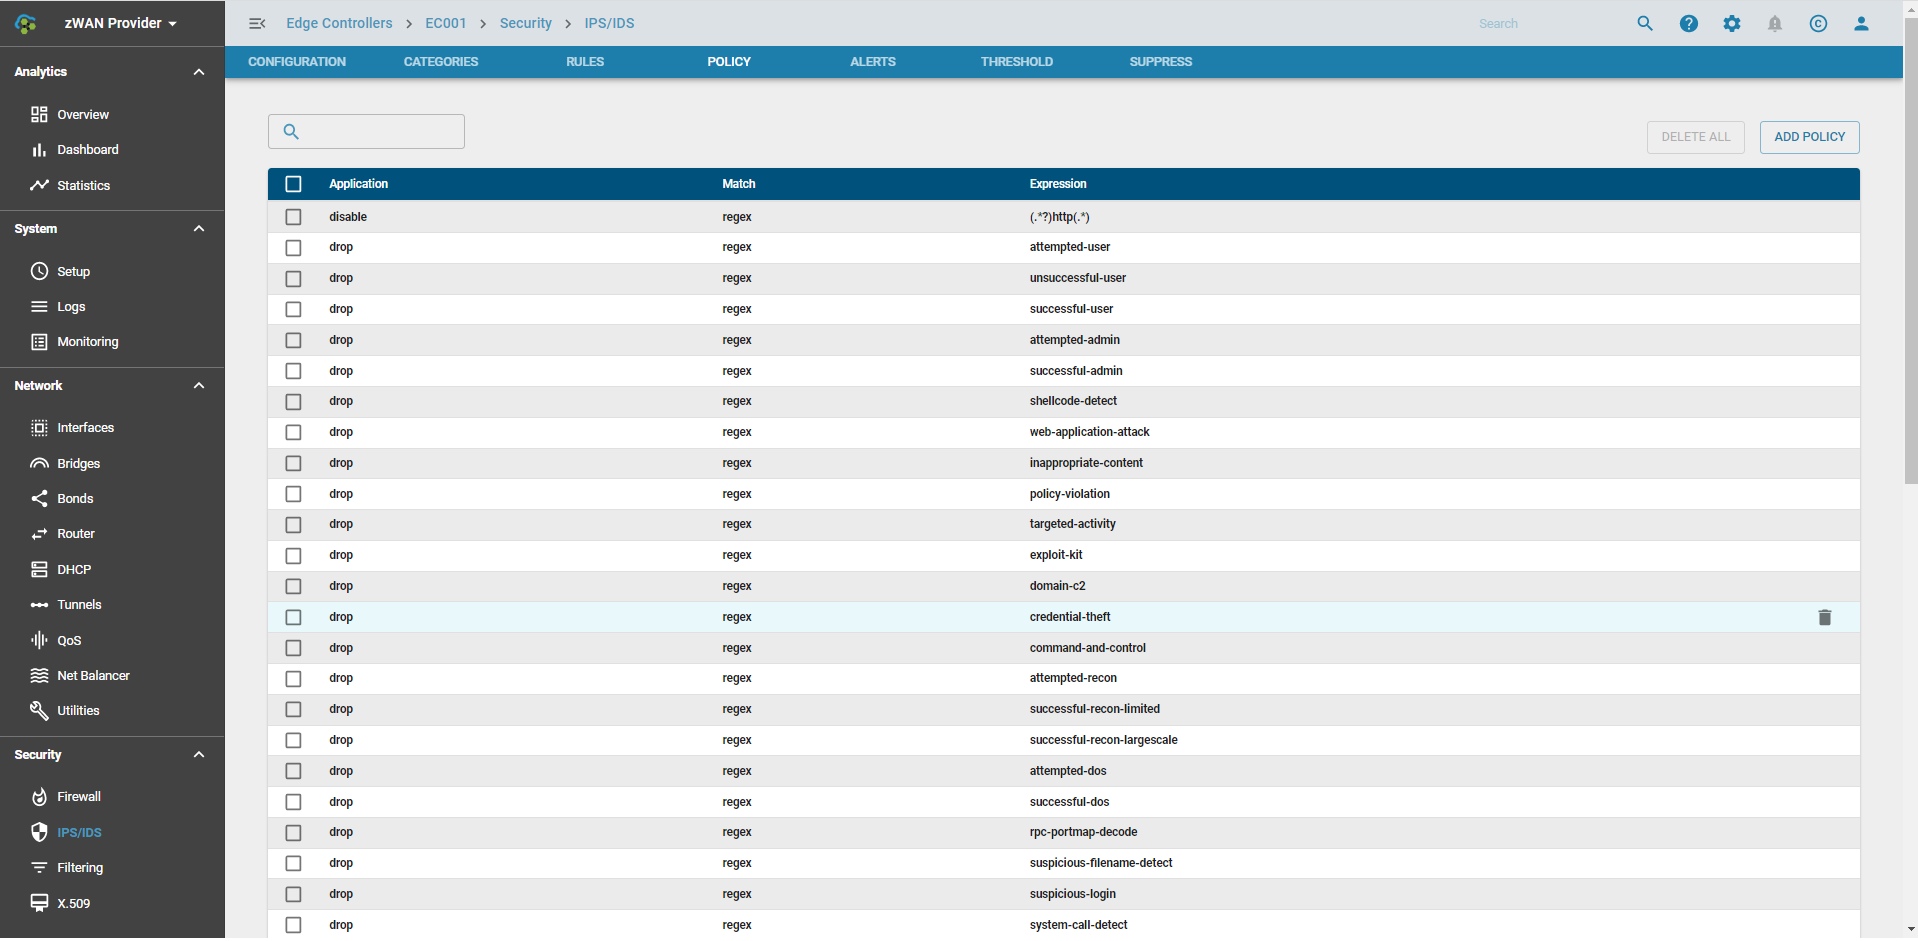 zWAN Provider
Edge Controllers > EC001 > Security > IPS/IDS
Search
CONFIGURATION CATEGORIES RULES POLICY ALERTS THRESHOLD SUPPRESS
Analytics
Overview
Dashboard
Statistics
System
Setup
Logs
Monitoring
Network
Interfaces
Bridges
Bonds
Router
DHCP
Tunnels
QoS
Net Balancer
Utilities
Security
Firewall
IPS/IDS
Filtering
X.509
DELETE ALL ADD POLICY
Application Match Expression
disable regex (.*?)http(.*)
drop regex attempted-user
drop regex unsuccessful-user
drop regex successful-user
drop regex attempted-admin
drop regex successful-admin
drop regex shellcode-detect
drop regex web-application-attack
drop regex inappropriate-content
drop regex policy-violation
drop regex targeted-activity
drop regex exploit-kit
drop regex domain-c2
drop regex credential-theft
drop regex command-and-control
drop regex attempted-recon
drop regex successful-recon-limited
drop regex successful-recon-largescale
drop regex attempted-dos
drop regex successful-dos
drop regex rpc-portmap-decode
drop regex suspicious-filename-detect
drop regex suspicious-login
drop regex system-call-detect